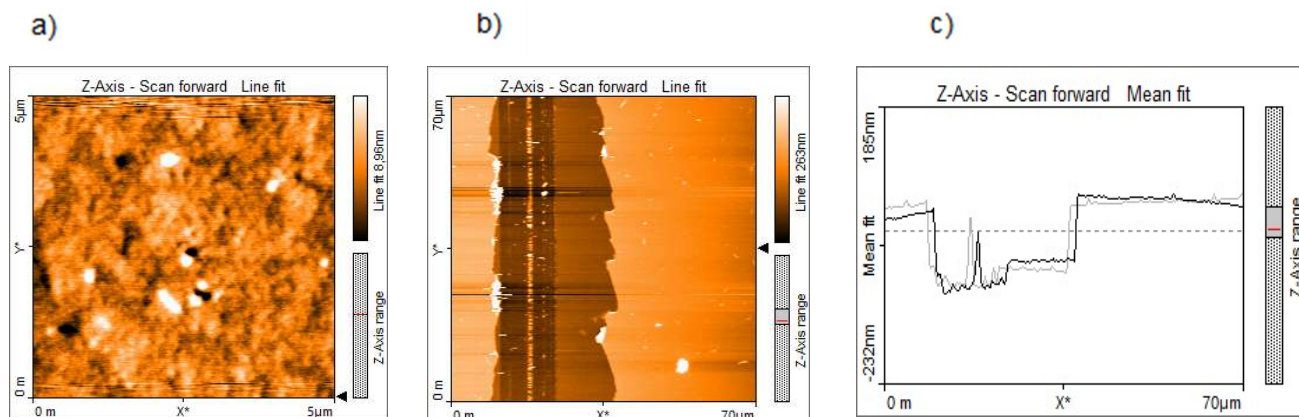 a)
b)
c)
Z-Axis - Scan forward Line fit
5µm
Y*
0 m
0 m X* 5µm
Line fit 8,96nm
Z-Axis range
Z-Axis - Scan forward Line fit
70µm
Y*
0 m
0 m X* 70µm
Line fit 263nm
Z-Axis range
Z-Axis - Scan forward Mean fit
185nm
Mean fit
-232nm
0 m X* 70µm
Z-Axis range